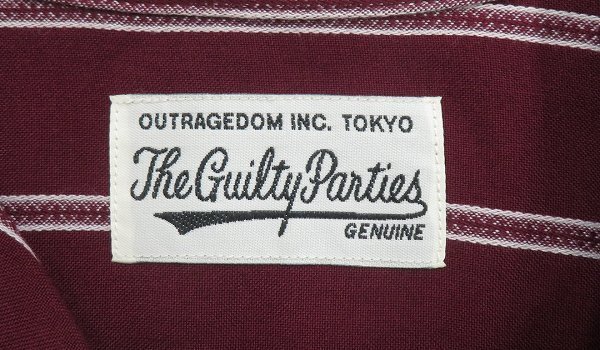 OUTRAGEDOM INC. TOKYO
The Guilty Parties
GENUINE